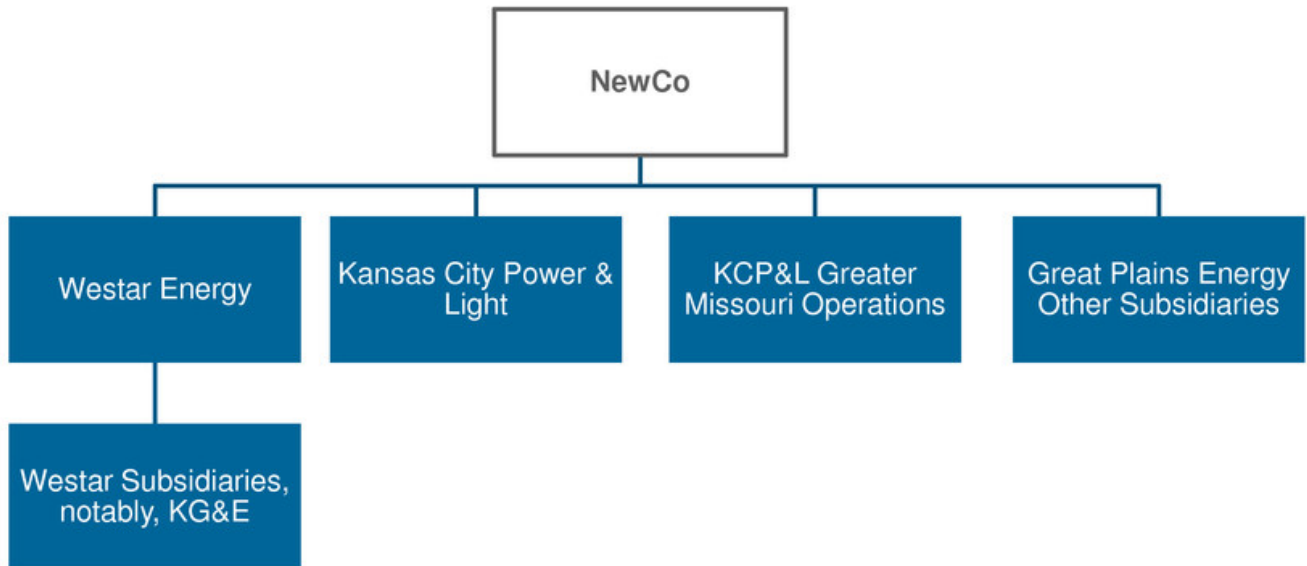 NewCo
Westar Energy
Kansas City Power &
Light
KCP&L Greater
Missouri Operations
Great Plains Energy
Other Subsidiaries
Westar Subsidiaries,
notably, KG&E